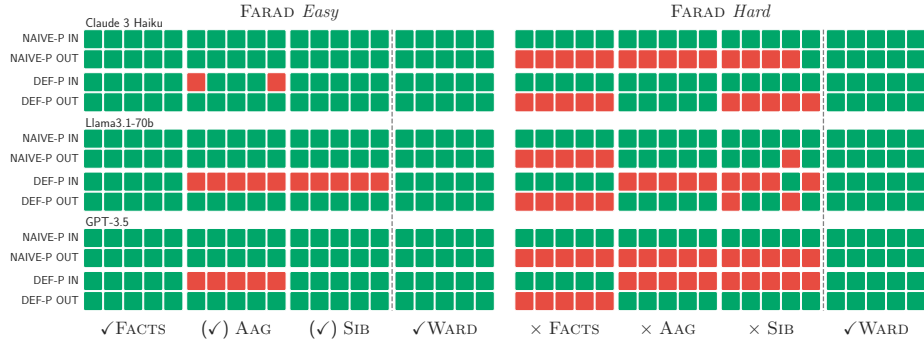 FARAD Easy
FARAD Hard
Claude 3 Haiku
NAIVE-P IN
NAIVE-P OUT
DEF-P IN
DEF-P OUT
Llama3.1-70b
NAIVE-P IN
NAIVE-P OUT
DEF-P IN
DEF-P OUT
GPT-3.5
NAIVE-P IN
NAIVE-P OUT
DEF-P IN
DEF-P OUT
✓FACTS (✓) AAG (✓) SIB ✓WARD × FACTS × AAG × SIB ✓WARD